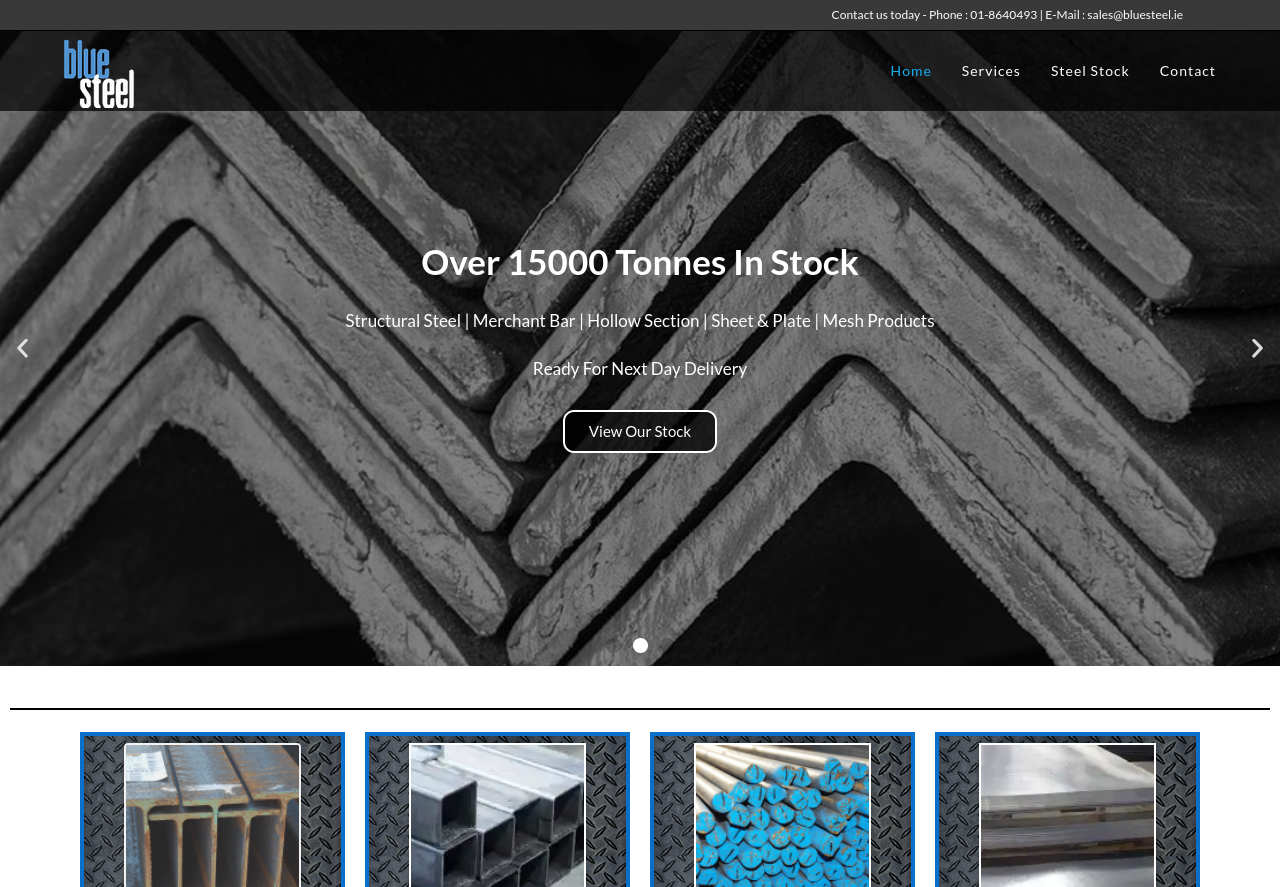 Contact us today - Phone : 01-8640493 | E-Mail : sales@bluesteel.ie
blue
steel
Home Services Steel Stock Contact
Over 15000 Tonnes In Stock
Structural Steel | Merchant Bar | Hollow Section | Sheet & Plate | Mesh Products
Ready For Next Day Delivery
View Our Stock